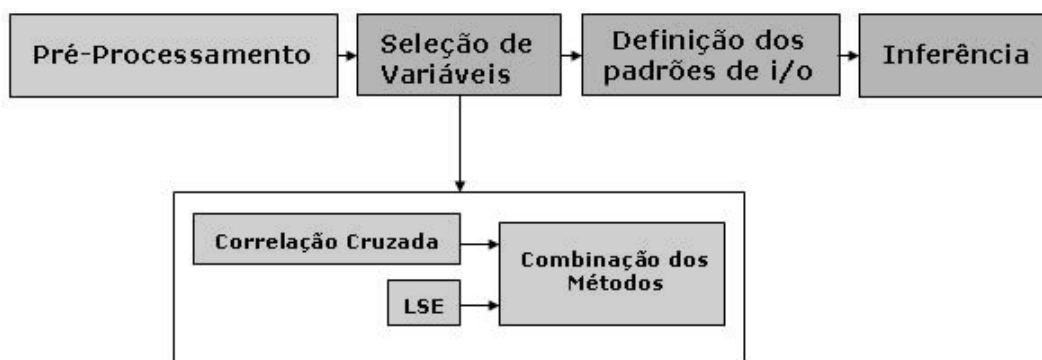 Pré-Processamento
Seleção de
Variáveis
Definição dos
padrões de i/o
Inferência
Correlação Cruzada
LSE
Combinação dos
Métodos